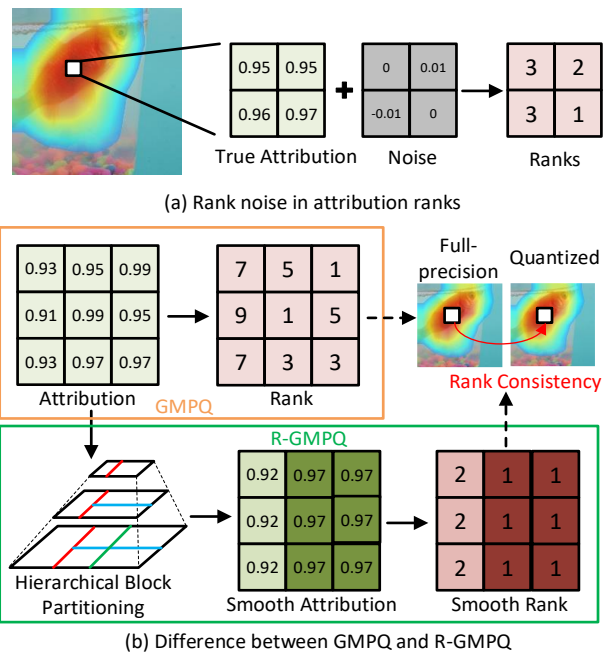 0.95 0.95 0 0.01 3 2
0.96 0.97 -0.01 0 3 1
True Attribution Noise Ranks
(a) Rank noise in attribution ranks
Full-precision Quantized
0.93 0.95 0.99 7 5 1
0.91 0.99 0.95 9 1 5
0.93 0.97 0.97 7 3 3
Rank Consistency
Attribution Rank
GMPQ
R-GMPQ
0.92 0.97 0.97 2 1 1
0.92 0.97 0.97 2 1 1
0.92 0.97 0.97 2 1 1
Hierarchical Block
Partitioning
Smooth Attribution Smooth Rank
(b) Difference between GMPQ and R-GMPQ